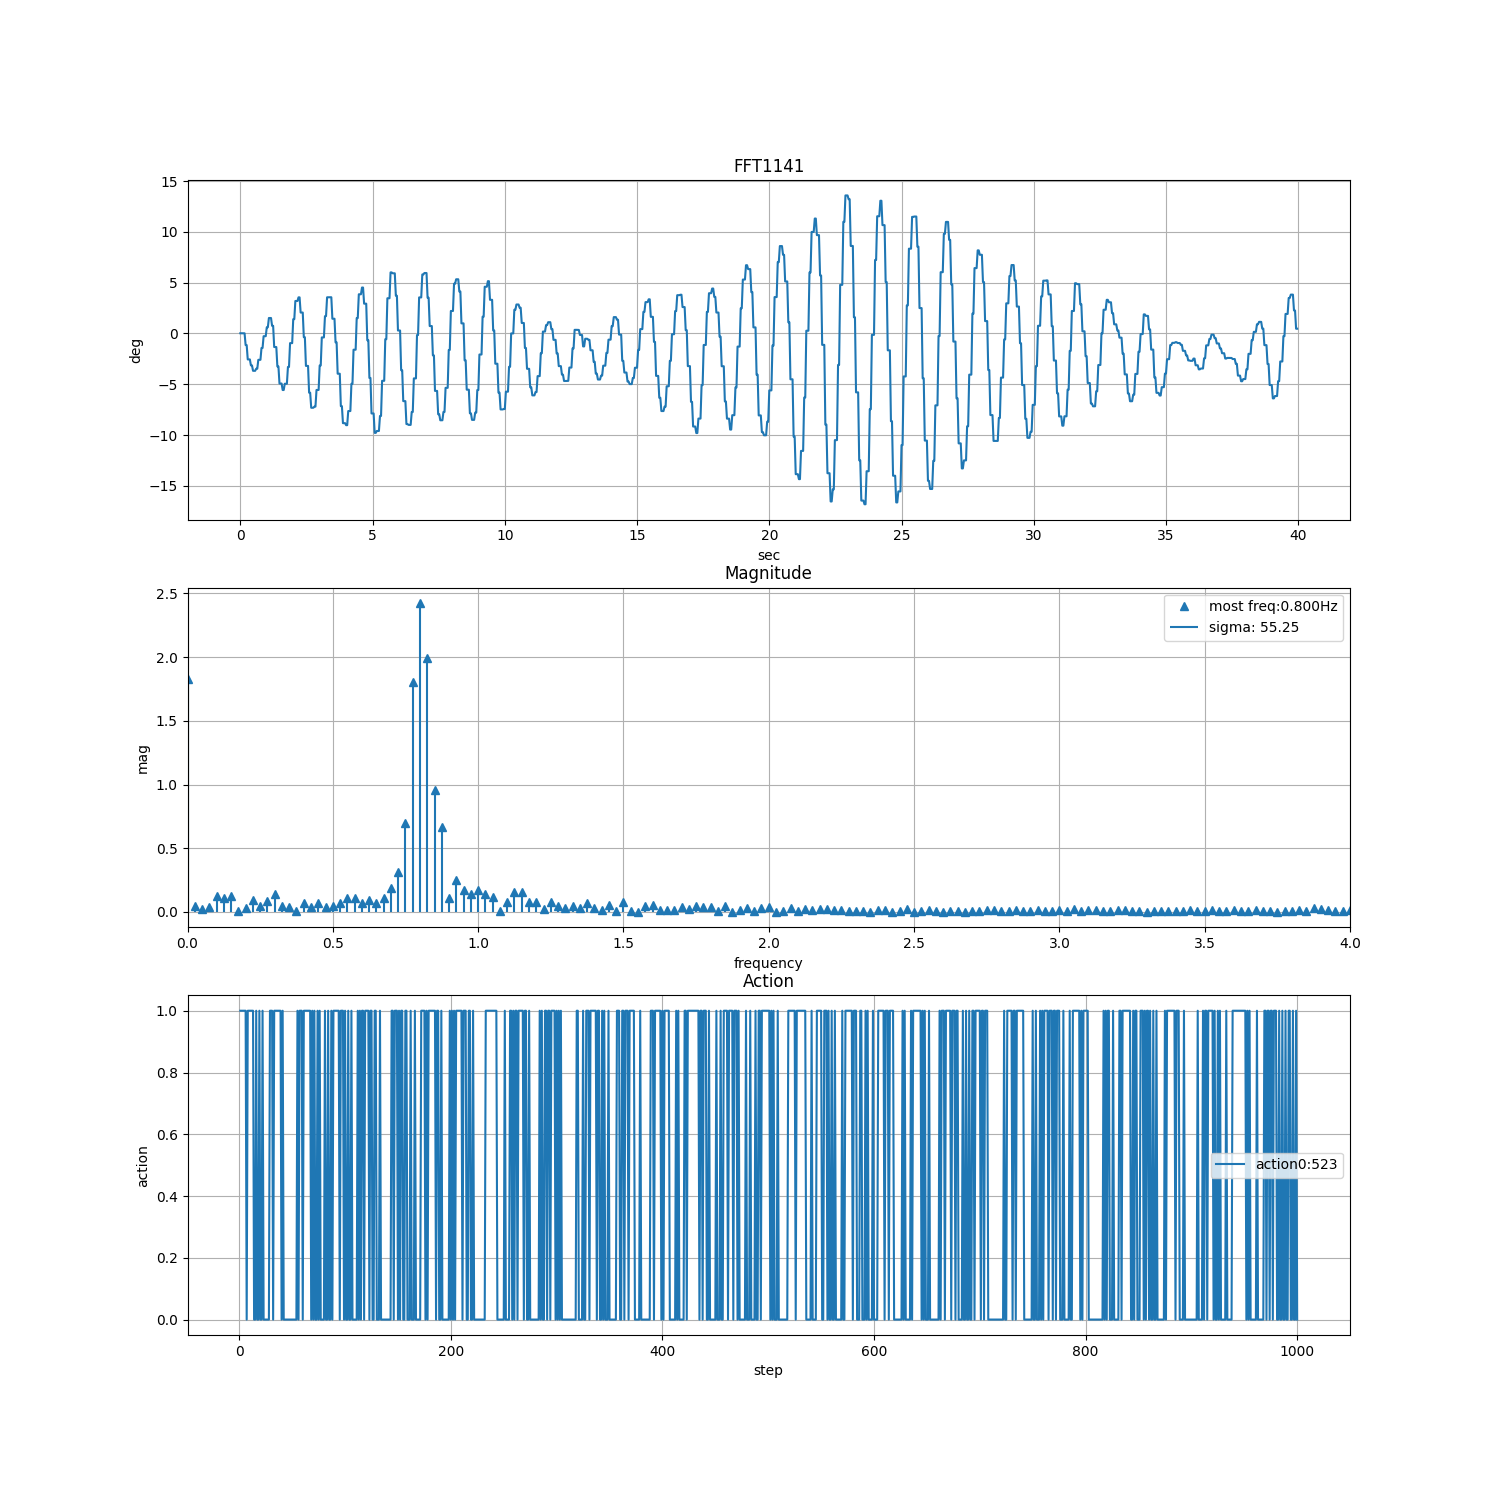 FFT1141
15
10
5
0
−5
−10
−15
deg
0 5 10 15 20 25 30 35 40
sec
Magnitude
2.5
2.0
1.5
1.0
0.5
0.0
mag
most freq:0.800Hz
sigma: 55.25
0.0 0.5 1.0 1.5 2.0 2.5 3.0 3.5 4.0
frequency
Action
1.0
0.8
0.6
0.4
0.2
0.0
action
action0:523
0 200 400 600 800 1000
step